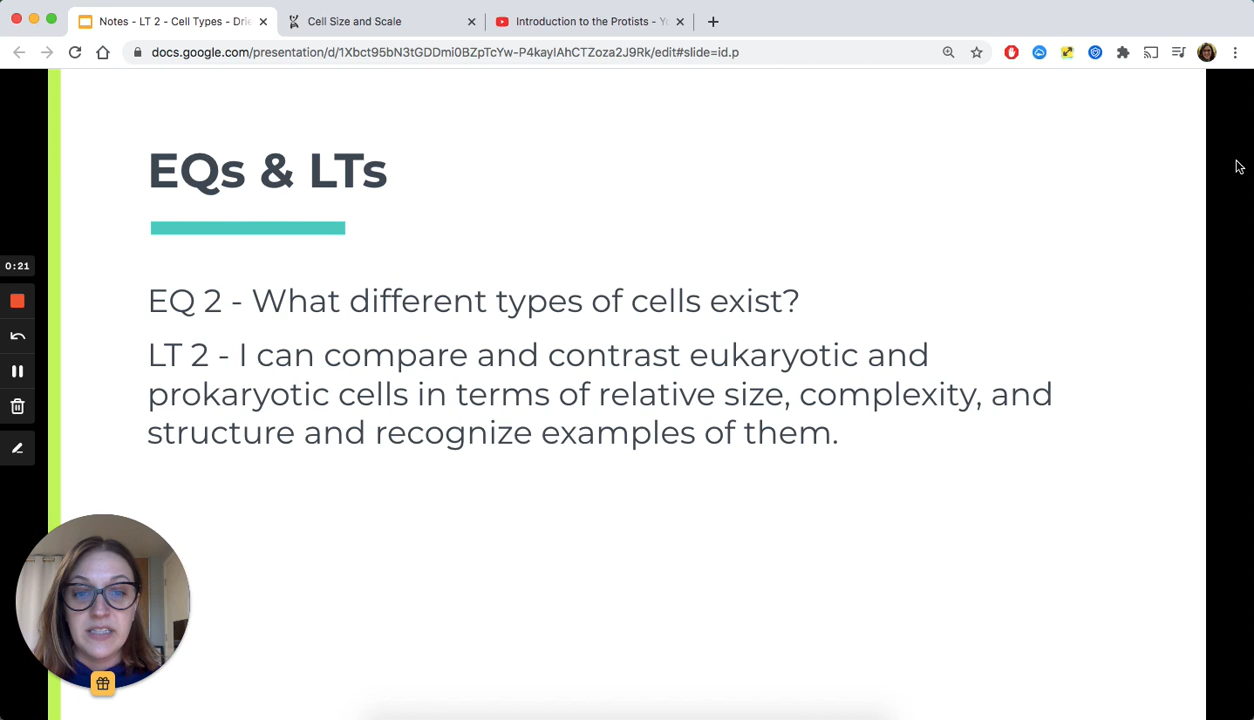 Notes - LT 2 - Cell Types - Drie
Cell Size and Scale
Introduction to the Protists - Yo
docs.google.com/presentation/d/1Xbct95bN3tGDDmi0BZpTcYw-P4kayIAhCTZoza2J9Rk/edit#slide=id.p
EQs & LTs
0:21
EQ 2 - What different types of cells exist?
LT 2 - I can compare and contrast eukaryotic and
prokaryotic cells in terms of relative size, complexity, and
structure and recognize examples of them.